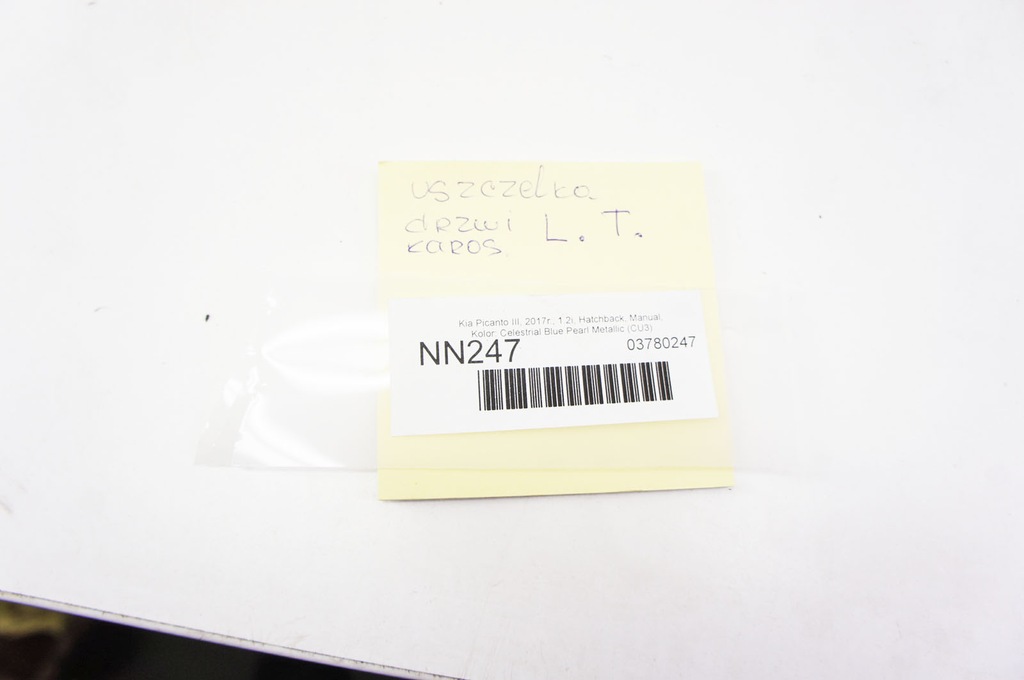 uszczelka
drzwi L. T.
karos.
Kia Picanto III, 2017r., 1.2i, Hatchback, Manual,
Kolor: Celestrial Blue Pearl Metallic (CU3)
NN247 03780247